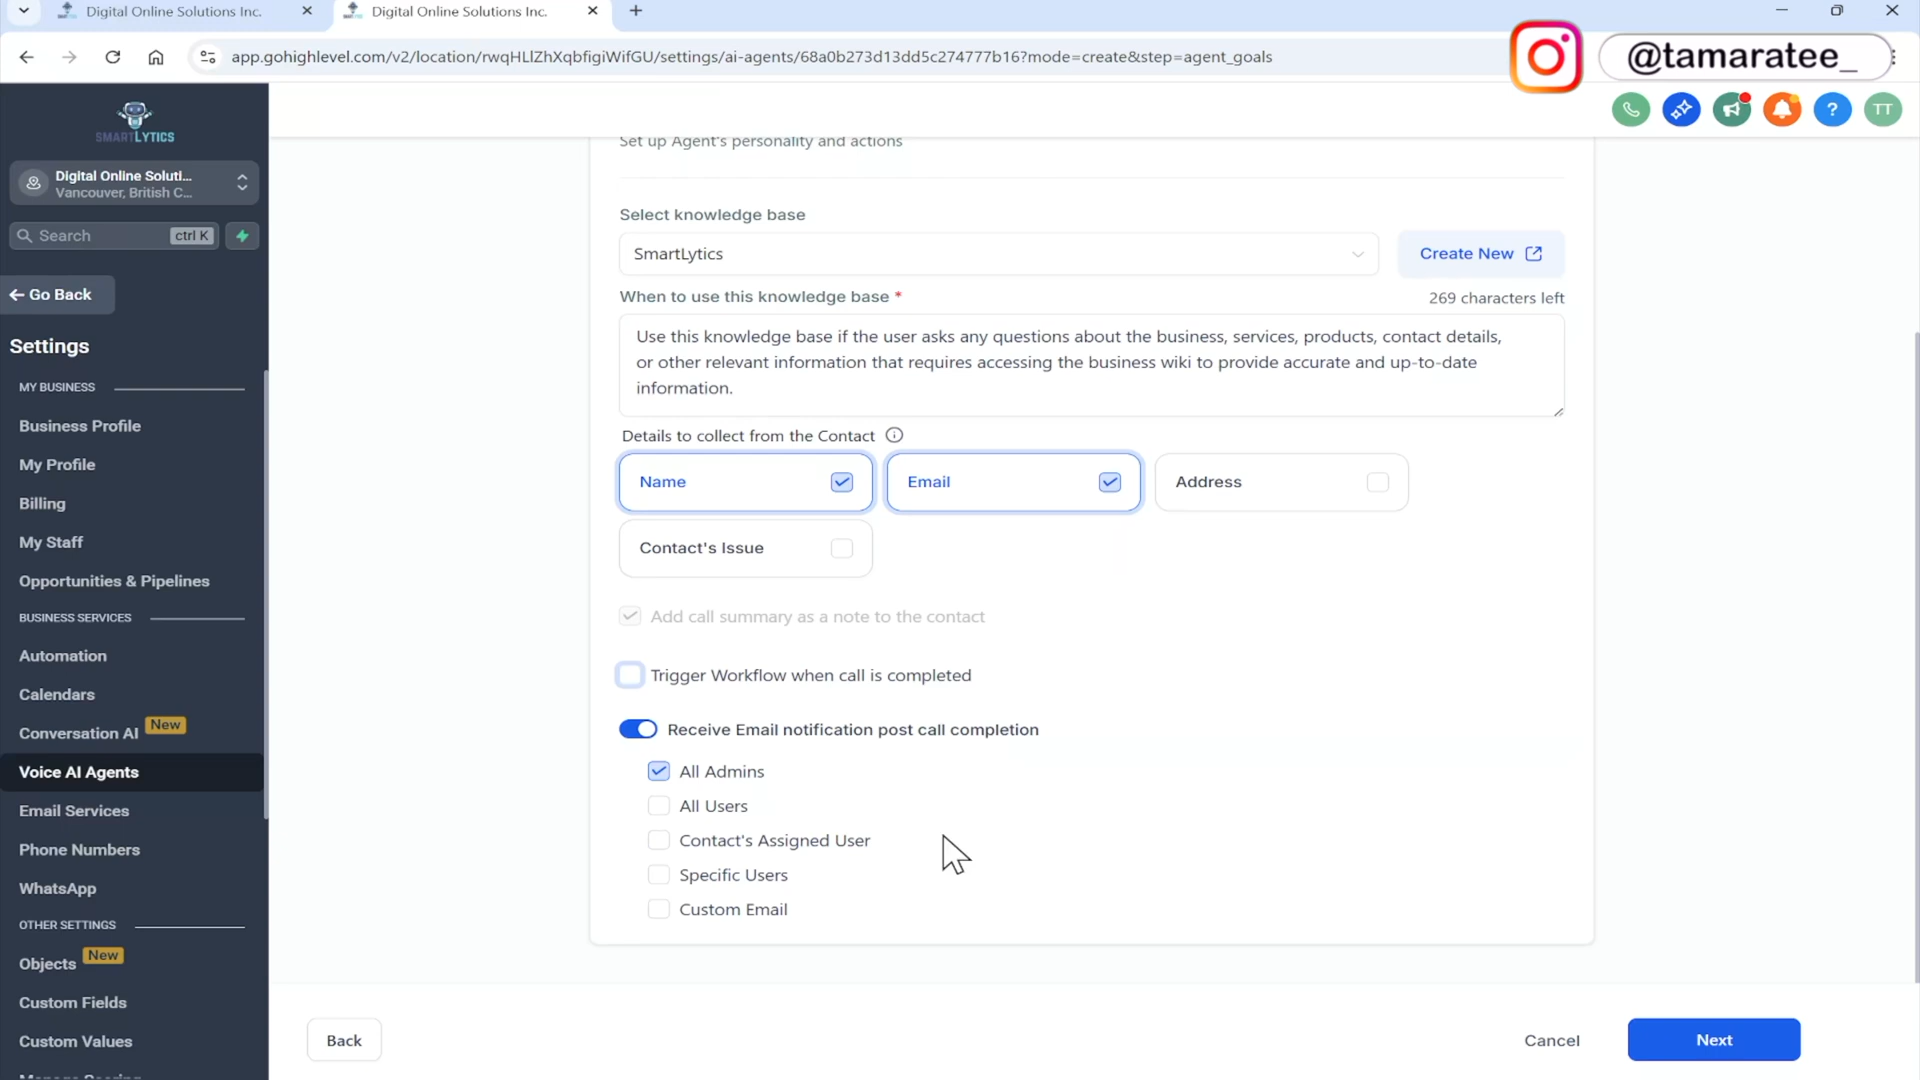 Digital Online Solutions Inc.
Digital Online Solutions Inc.
app.gohighlevel.com/v2/location/rwqHLlZhXqbfigiWifGU/settings/ai-agents/68a0b273d13dd5c274777b16?mode=create&step=agent_goals
@tamaratee_
SMARTLYTICS
TT
Digital Online Soluti...
Vancouver, British C...
Search
ctrl K
Go Back
Settings
MY BUSINESS
Business Profile
My Profile
Billing
My Staff
Opportunities & Pipelines
BUSINESS SERVICES
Automation
Calendars
Conversation AI
New
Voice AI Agents
Email Services
Phone Numbers
WhatsApp
OTHER SETTINGS
Objects
New
Custom Fields
Custom Values
Set up Agent's personality and actions
Select knowledge base
SmartLytics
Create New
When to use this knowledge base *
269 characters left
Use this knowledge base if the user asks any questions about the business, services, products, contact details,
or other relevant information that requires accessing the business wiki to provide accurate and up-to-date
information.
Details to collect from the Contact
Name
Email
Address
Contact's Issue
Add call summary as a note to the contact
Trigger Workflow when call is completed
Receive Email notification post call completion
All Admins
All Users
Contact's Assigned User
Specific Users
Custom Email
Back
Cancel
Next